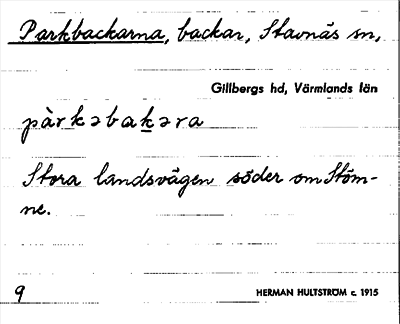 Parkbackarna, backar, Stavnäs sn,
Gillbergs hd, Värmlands län
pàrkəbakəra
Stora landsvägen söder om Stöm-
ne.
9
HERMAN HULTSTRÖM c. 1915